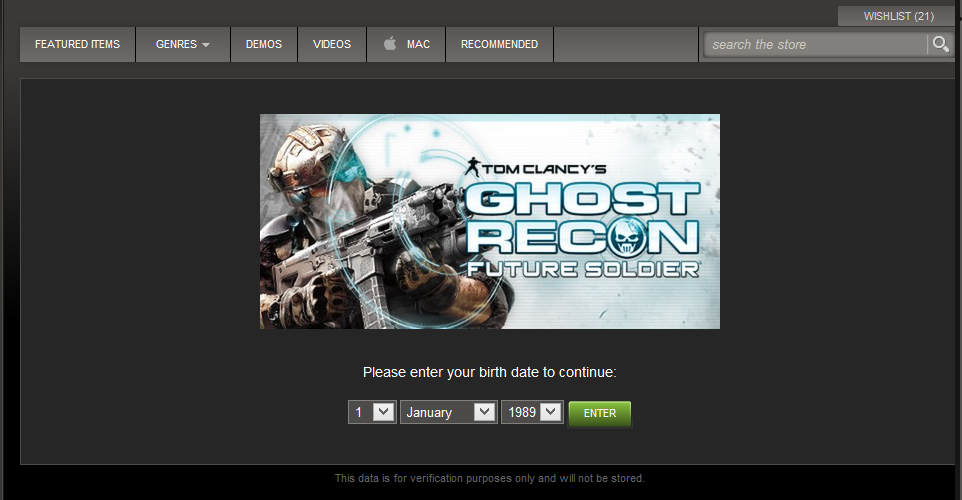 WISHLIST (21)
FEATURED ITEMS GENRES DEMOS VIDEOS MAC RECOMMENDED search the store
TOM CLANCY'S
GHOST
RECON
FUTURE SOLDIER
Please enter your birth date to continue:
1 January 1989 ENTER
This data is for verification purposes only and will not be stored.